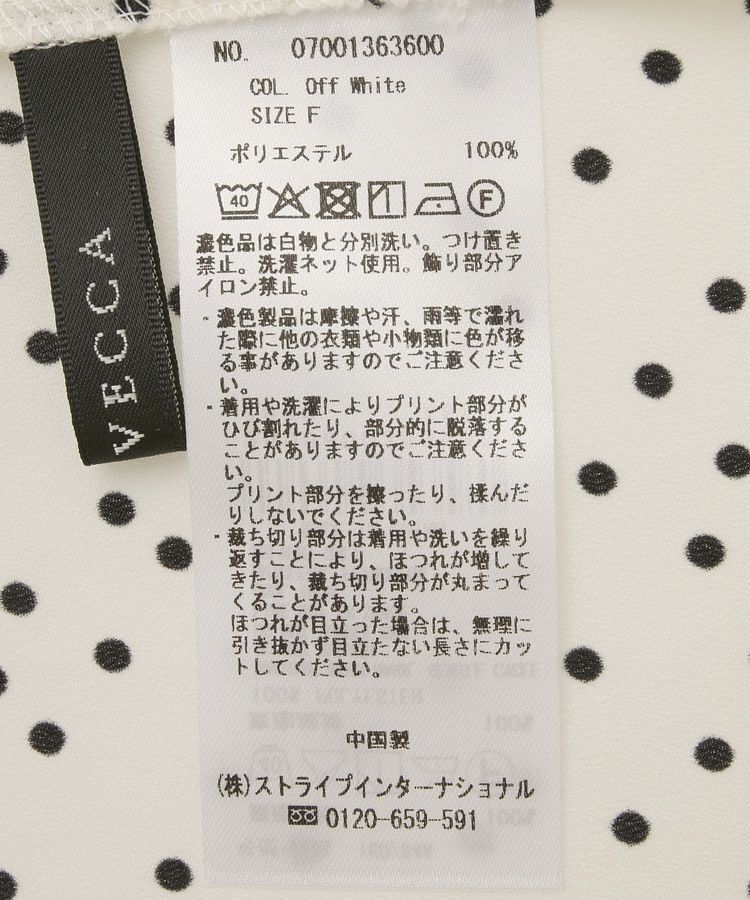 NO. 07001363600
COL. Off White
SIZE F
ポリエステル 100%
40
F
濃色品は白物と分別洗い。つけ置き
禁止。洗濯ネット使用。飾り部分ア
イロン禁止。
・濃色製品は摩擦や汗、雨等で濡れ
た際に他の衣類や小物類に色が移
る事がありますのでご注意くださ
い。
・着用や洗濯によりプリント部分が
ひび割れたり、部分的に脱落する
ことがありますのでご注意くださ
い。
プリント部分を擦ったり、揉んだ
りしないでください。
・裁ち切り部分は着用や洗いを繰り
返すことにより、ほつれが増して
きたり、裁ち切り部分が丸まって
くることがあります。
ほつれが目立った場合は、無理に
引き抜かず目立たない長さにカッ
トしてください。
中国製
(株)ストライプインターナショナル
0120-659-591
VECCA